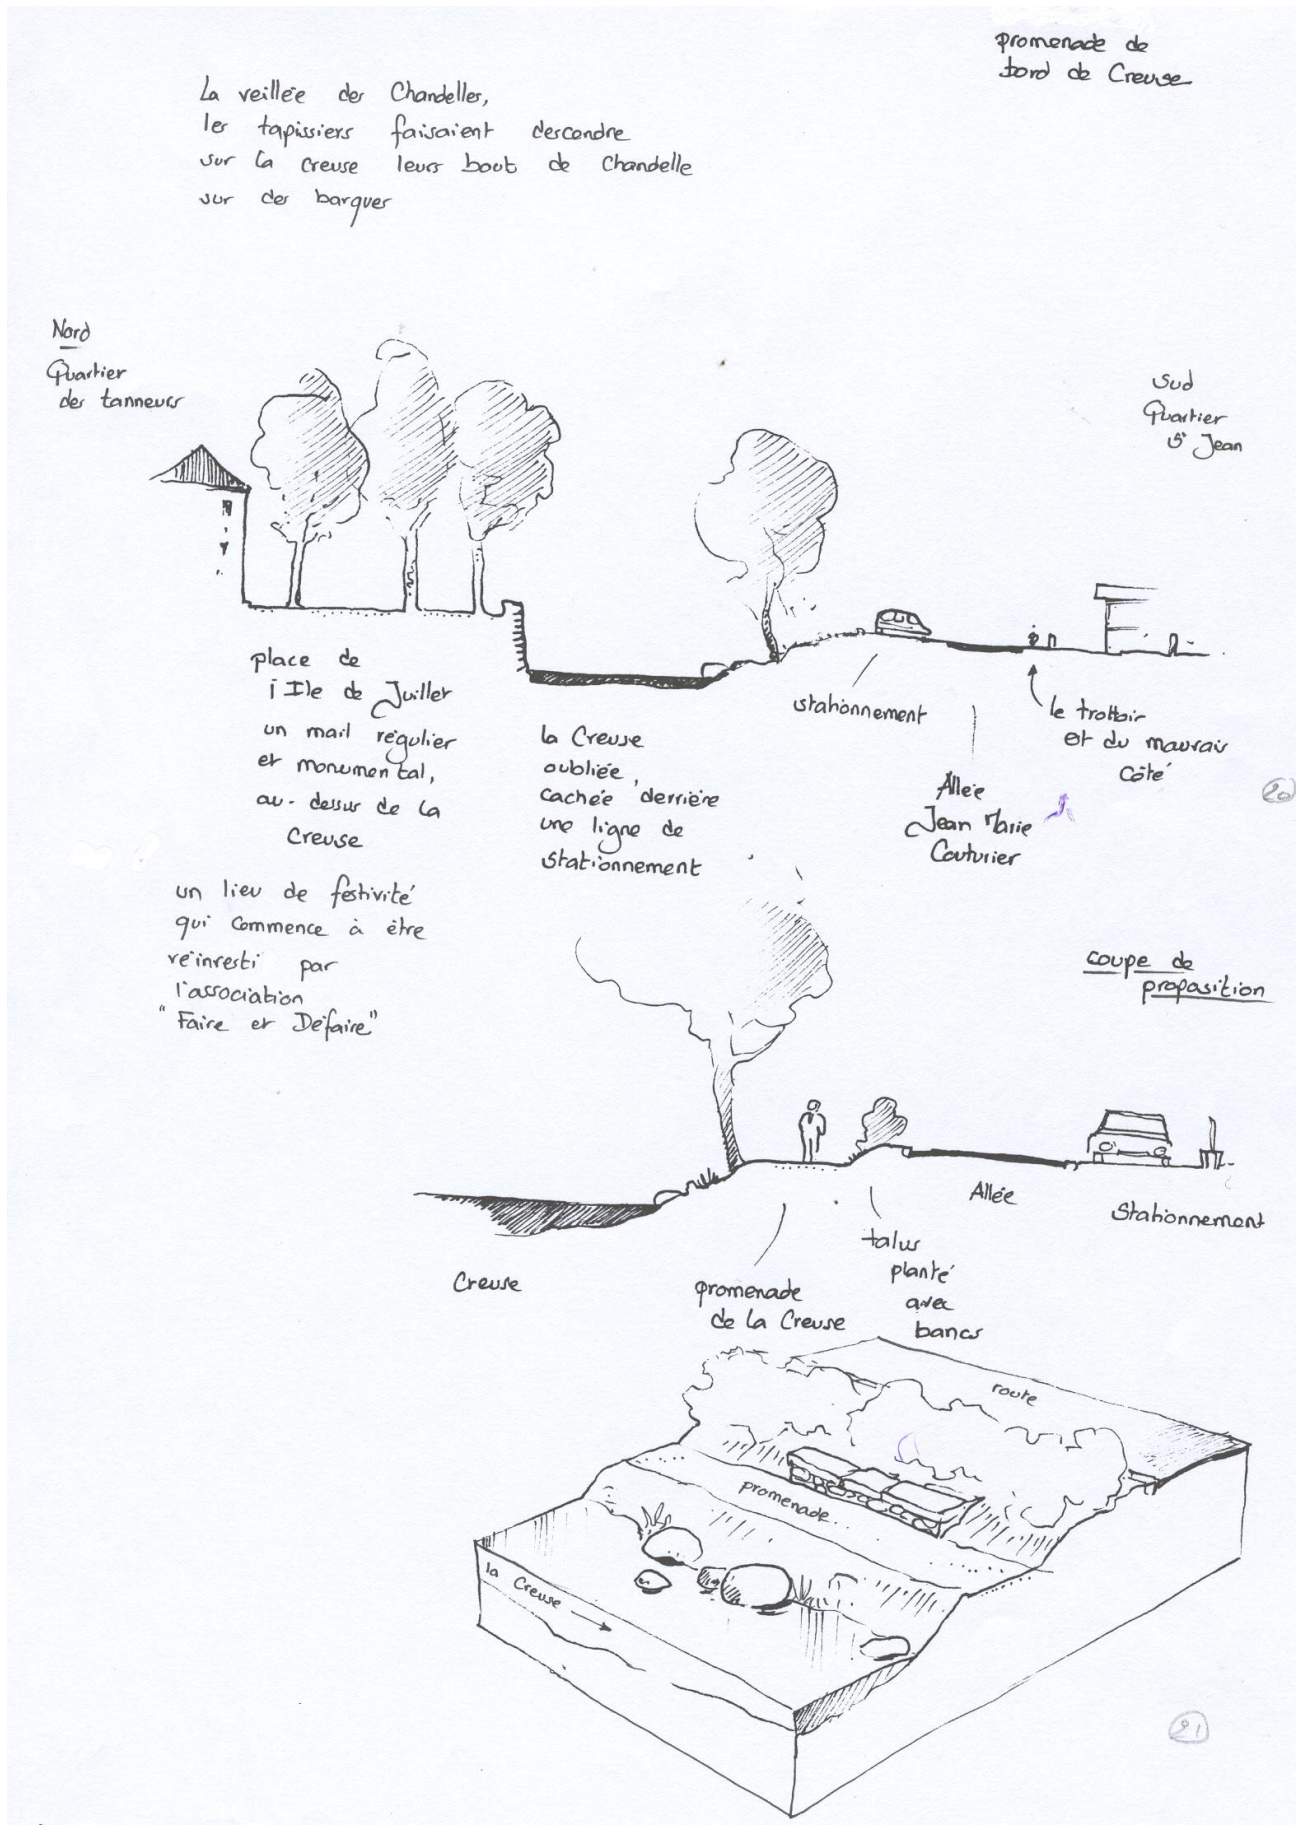 promenade de
bord de Creuse
La veillée des Chandelles,
les tapissiers faisaient descendre
sur la creuse leurs bout de Chandelle
sur des barques
Nord
Quartier
des tanneurs
Sud
Quartier
St Jean
place de
l Ile de Juillet
un mail régulier
et monumental,
au-dessus de la
Creuse
un lieu de festivité
qui commence à être
réinvesti par
l'association
"Faire et Défaire"
la Creuse
oubliée,
cachée derrière
une ligne de
stationnement
stationnement
Allée
Jean Marie
Couturier
le trottoir
et du mauvais
côté
20
coupe de
proposition
Creuse
promenade
de la Creuse
talus
planté
avec
bancs
Allée
Stationnement
route
promenade
la Creuse
21